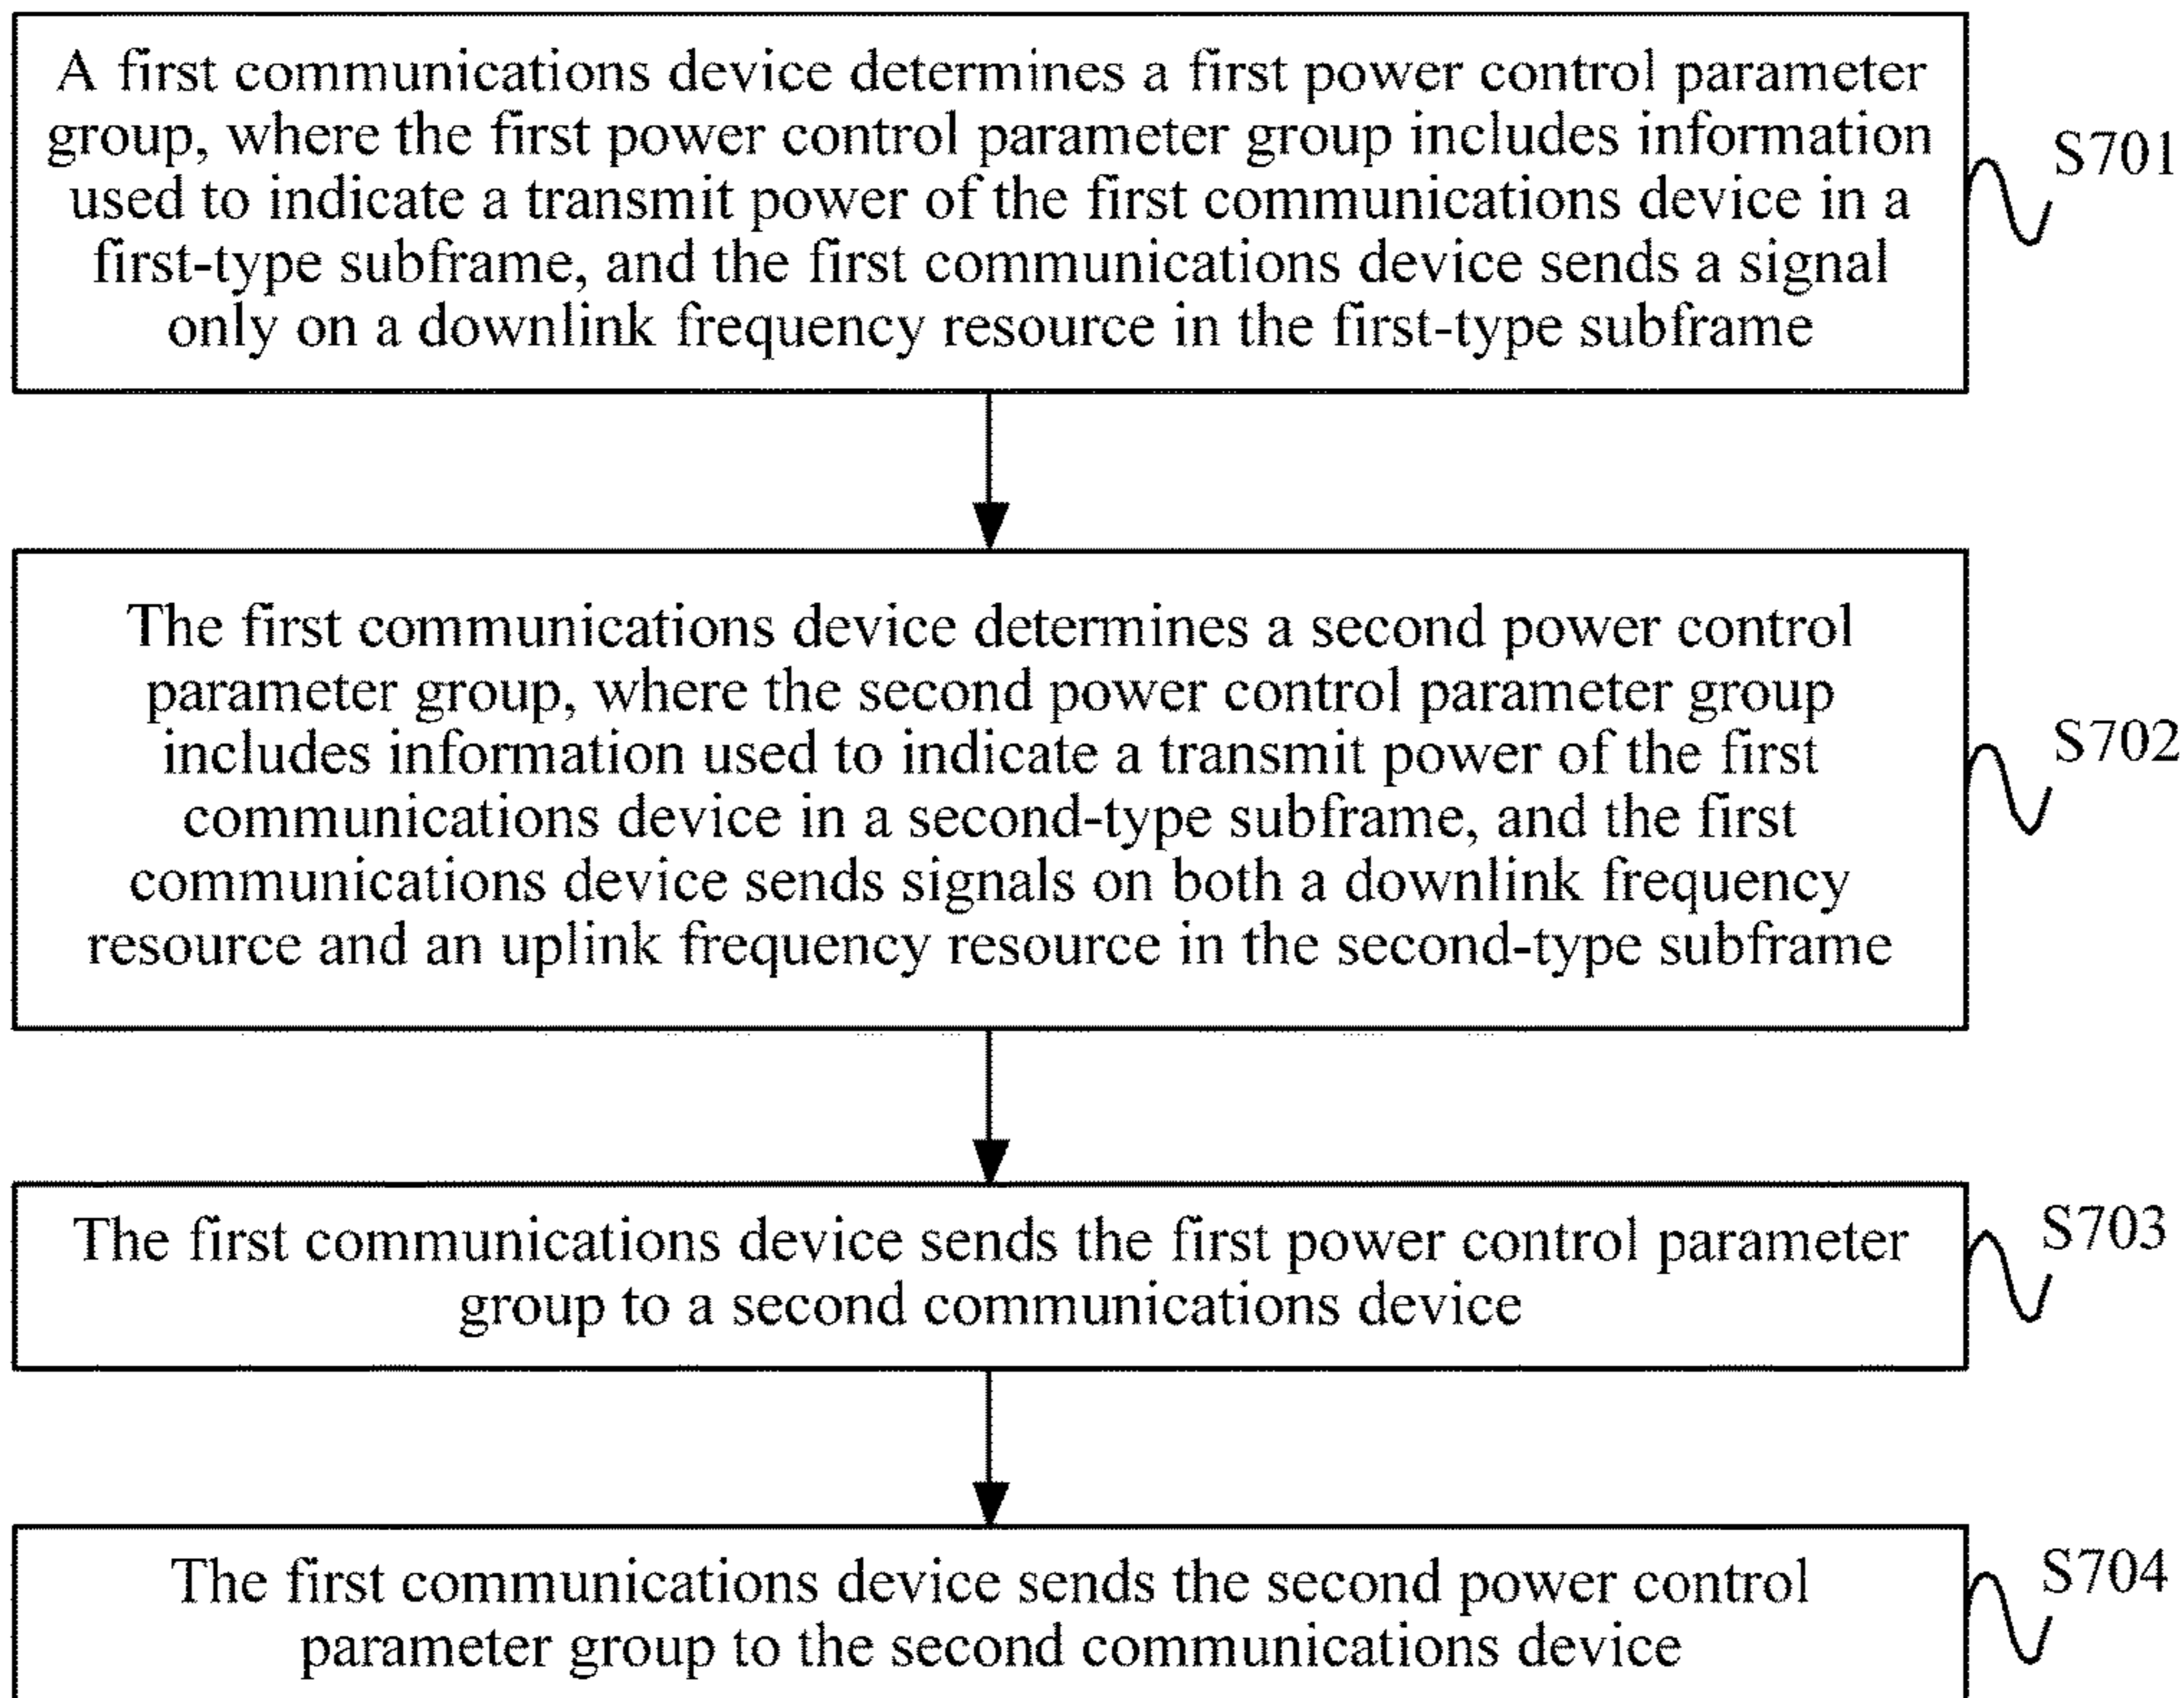 A first communications device determines a first power control parameter
group, where the first power control parameter group includes information
used to indicate a transmit power of the first communications device in a
first-type subframe, and the first communications device sends a signal
only on a downlink frequency resource in the first-type subframe
S701
The first communications device determines a second power control
parameter group, where the second power control parameter group
includes information used to indicate a transmit power of the first
communications device in a second-type subframe, and the first
communications device sends signals on both a downlink frequency
resource and an uplink frequency resource in the second-type subframe
S702
The first communications device sends the first power control parameter
group to a second communications device
S703
The first communications device sends the second power control
parameter group to the second communications device
S704